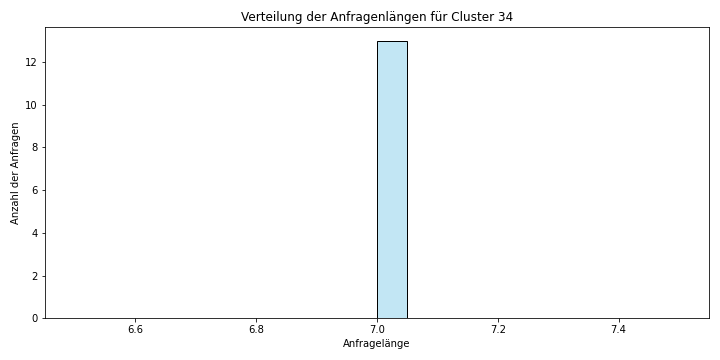 Verteilung der Anfragenlängen für Cluster 34
Anzahl der Anfragen
12
10
8
6
4
2
0
6.6 6.8 7.0 7.2 7.4
Anfragelänge